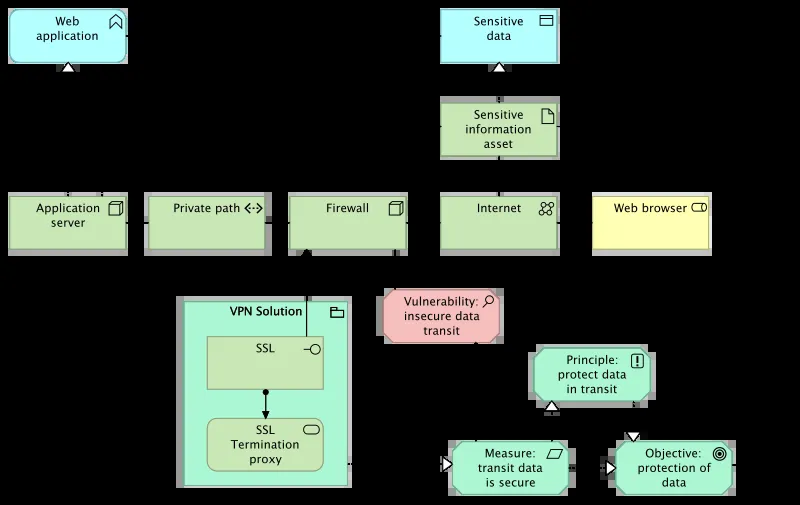 Web
application
Sensitive
data
Sensitive
information
asset
Application
server
Private path
Firewall
Internet
Web browser
VPN Solution
SSL
SSL
Termination
proxy
Vulnerability:
insecure data
transit
Principle:
protect data
in transit
Measure:
transit data
is secure
Objective:
protection of
data